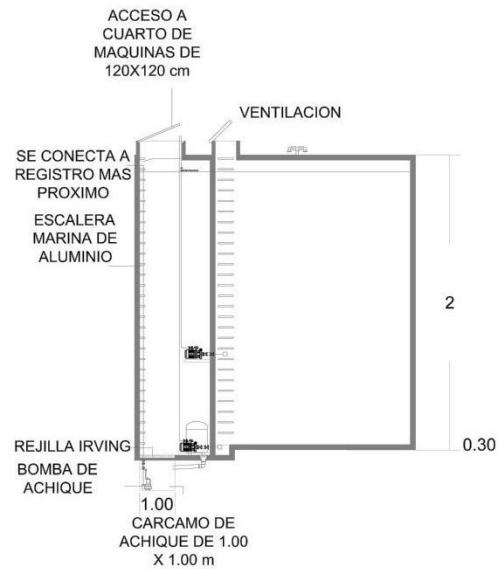 ACCESO A
CUARTO DE
MAQUINAS DE
120X120 cm
VENTILACION
SE CONECTA A
REGISTRO MAS
PROXIMO
ESCALERA
MARINA DE
ALUMINIO
2
REJILLA IRVING
0.30
BOMBA DE
ACHIQUE
1.00
CARCAMO DE
ACHIQUE DE 1.00
X 1.00 m